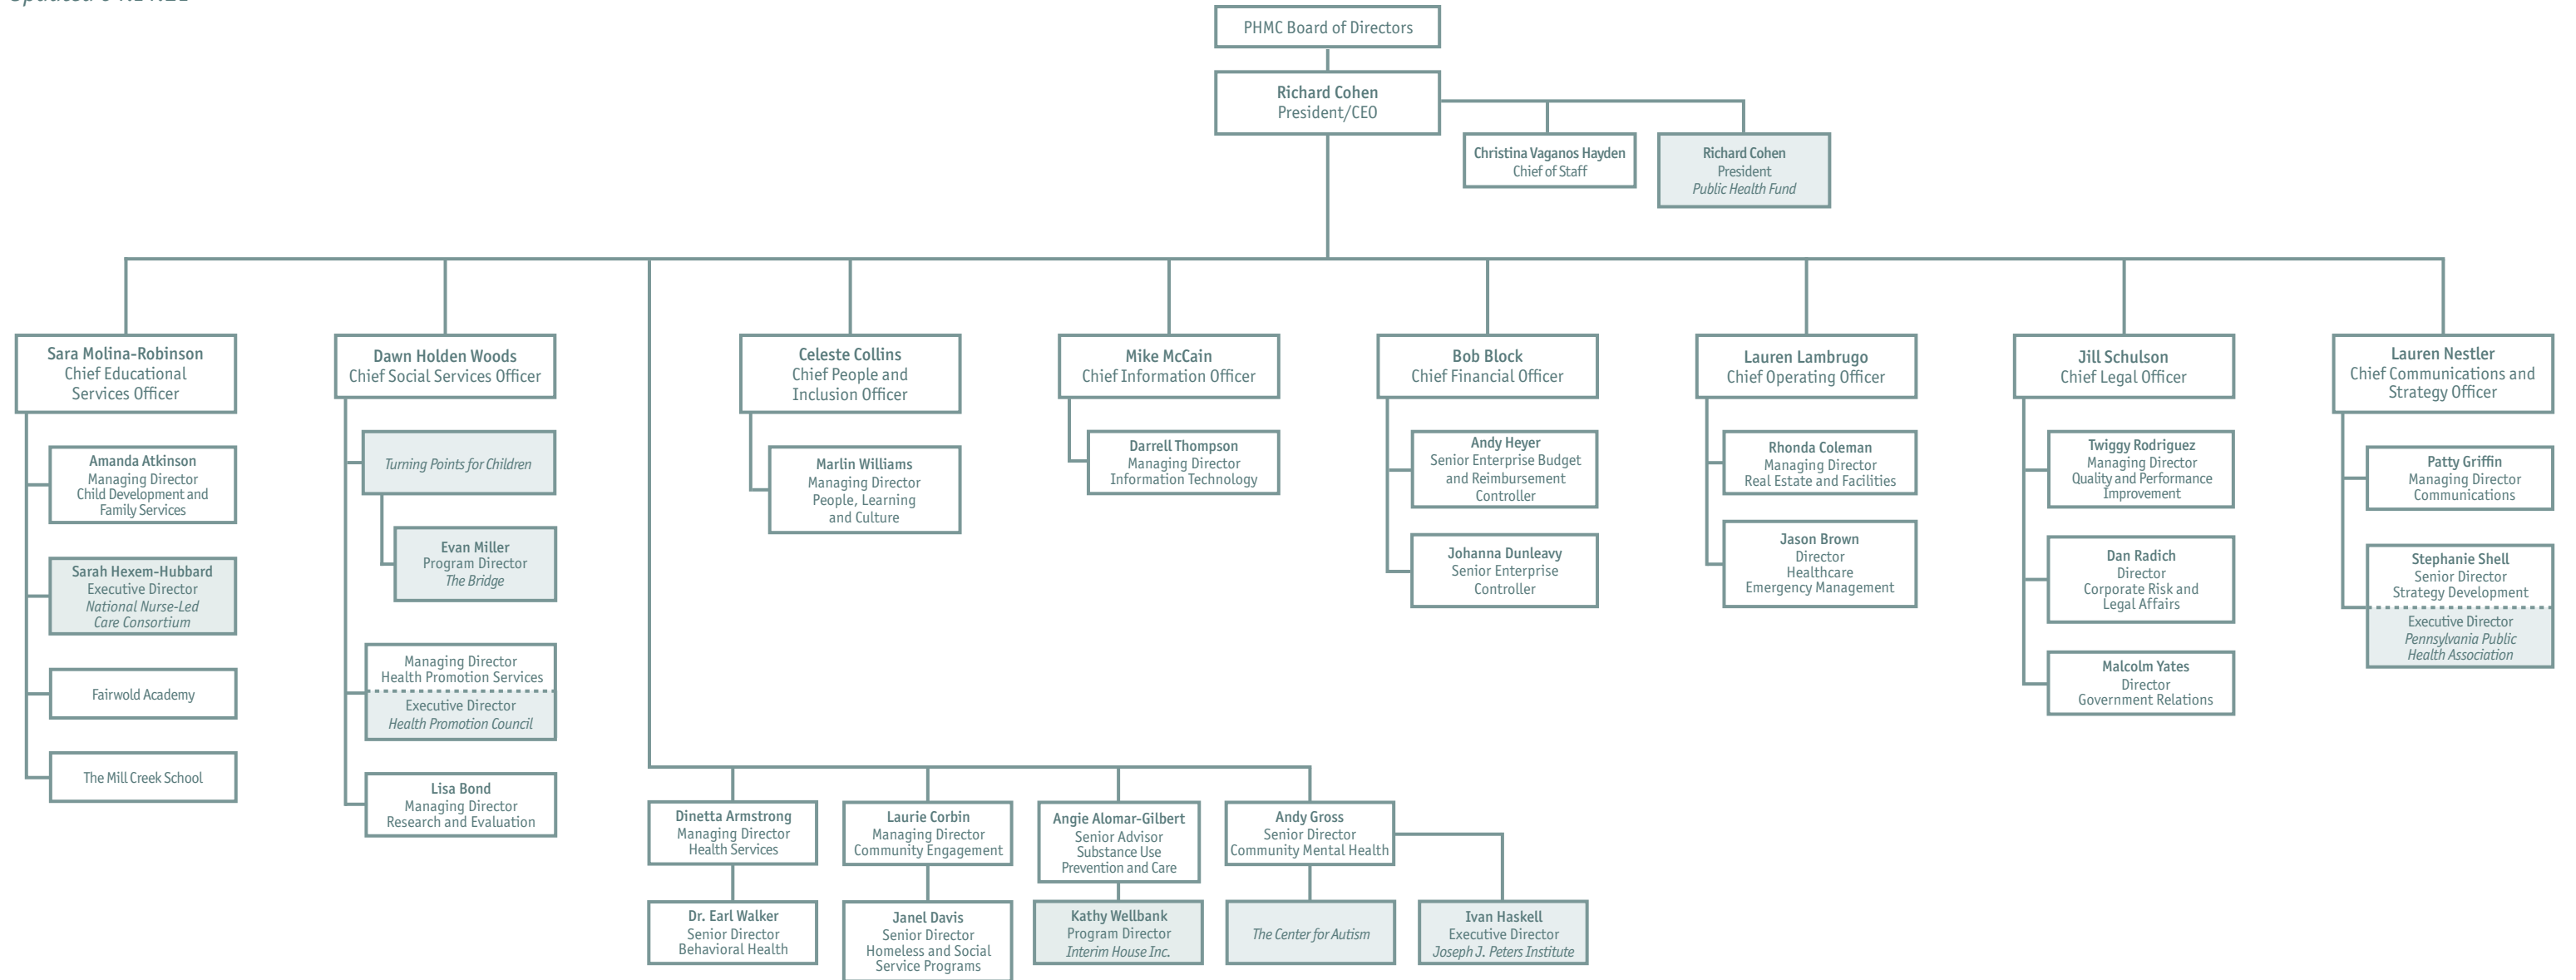 PHMC Board of Directors
Richard Cohen
President/CEO
Christina Vaganos Hayden
Chief of Staff
Richard Cohen
President
Public Health Fund
Sara Molina-Robinson
Chief Educational
Services Officer
Amanda Atkinson
Managing Director
Child Development and
Family Services
Sarah Hexem-Hubbard
Executive Director
National Nurse-Led
Care Consortium
Fairwold Academy
The Mill Creek School
Dawn Holden Woods
Chief Social Services Officer
Turning Points for Children
Evan Miller
Program Director
The Bridge
Managing Director
Health Promotion Services
Executive Director
Health Promotion Council
Lisa Bond
Managing Director
Research and Evaluation
Celeste Collins
Chief People and
Inclusion Officer
Marlin Williams
Managing Director
People, Learning
and Culture
Mike McCain
Chief Information Officer
Darrell Thompson
Managing Director
Information Technology
Bob Block
Chief Financial Officer
Andy Heyer
Senior Enterprise Budget
and Reimbursement
Controller
Johanna Dunleavy
Senior Enterprise
Controller
Lauren Lambrugo
Chief Operating Officer
Rhonda Coleman
Managing Director
Real Estate and Facilities
Jason Brown
Director
Healthcare
Emergency Management
Jill Schulson
Chief Legal Officer
Twiggy Rodriguez
Managing Director
Quality and Performance
Improvement
Dan Radich
Director
Corporate Risk and
Legal Affairs
Malcolm Yates
Director
Government Relations
Lauren Nestler
Chief Communications and
Strategy Officer
Patty Griffin
Managing Director
Communications
Stephanie Shell
Senior Director
Strategy Development
Executive Director
Pennsylvania Public
Health Association
Dinetta Armstrong
Managing Director
Health Services
Dr. Earl Walker
Senior Director
Behavioral Health
Laurie Corbin
Managing Director
Community Engagement
Janel Davis
Senior Director
Homeless and Social
Service Programs
Angie Alomar-Gilbert
Senior Advisor
Substance Use
Prevention and Care
Kathy Wellbank
Program Director
Interim House Inc.
Andy Gross
Senior Director
Community Mental Health
The Center for Autism
Ivan Haskell
Executive Director
Joseph J. Peters Institute